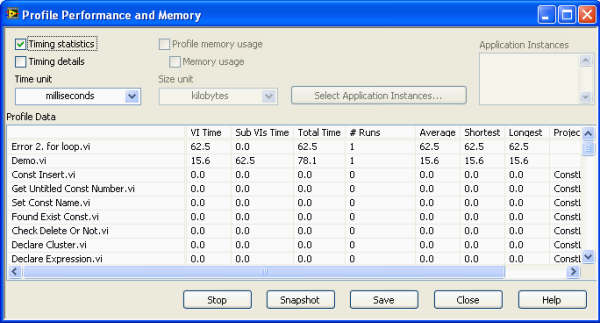 Profile Performance and Memory
Timing statistics
Profile memory usage
Application Instances
Timing details
Memory usage
Time unit
Size unit
milliseconds
kilobytes
Select Application Instances...
Profile Data
VI Time Sub VIs Time Total Time # Runs Average Shortest Longest Projec
Error 2. for loop.vi 62.5 0.0 62.5 1 62.5 62.5 62.5
Demo.vi 15.6 62.5 78.1 1 15.6 15.6 15.6
Const Insert.vi 0.0 0.0 0.0 0 0.0 0.0 0.0 ConstL
Get Untitled Const Number.vi 0.0 0.0 0.0 0 0.0 0.0 0.0 ConstL
Set Const Name.vi 0.0 0.0 0.0 0 0.0 0.0 0.0 ConstL
Found Exist Const.vi 0.0 0.0 0.0 0 0.0 0.0 0.0 ConstL
Check Delete Or Not.vi 0.0 0.0 0.0 0 0.0 0.0 0.0 ConstL
Declare Cluster.vi 0.0 0.0 0.0 0 0.0 0.0 0.0 ConstL
Declare Expression.vi 0.0 0.0 0.0 0 0.0 0.0 0.0 ConstL
Stop Snapshot Save Close Help